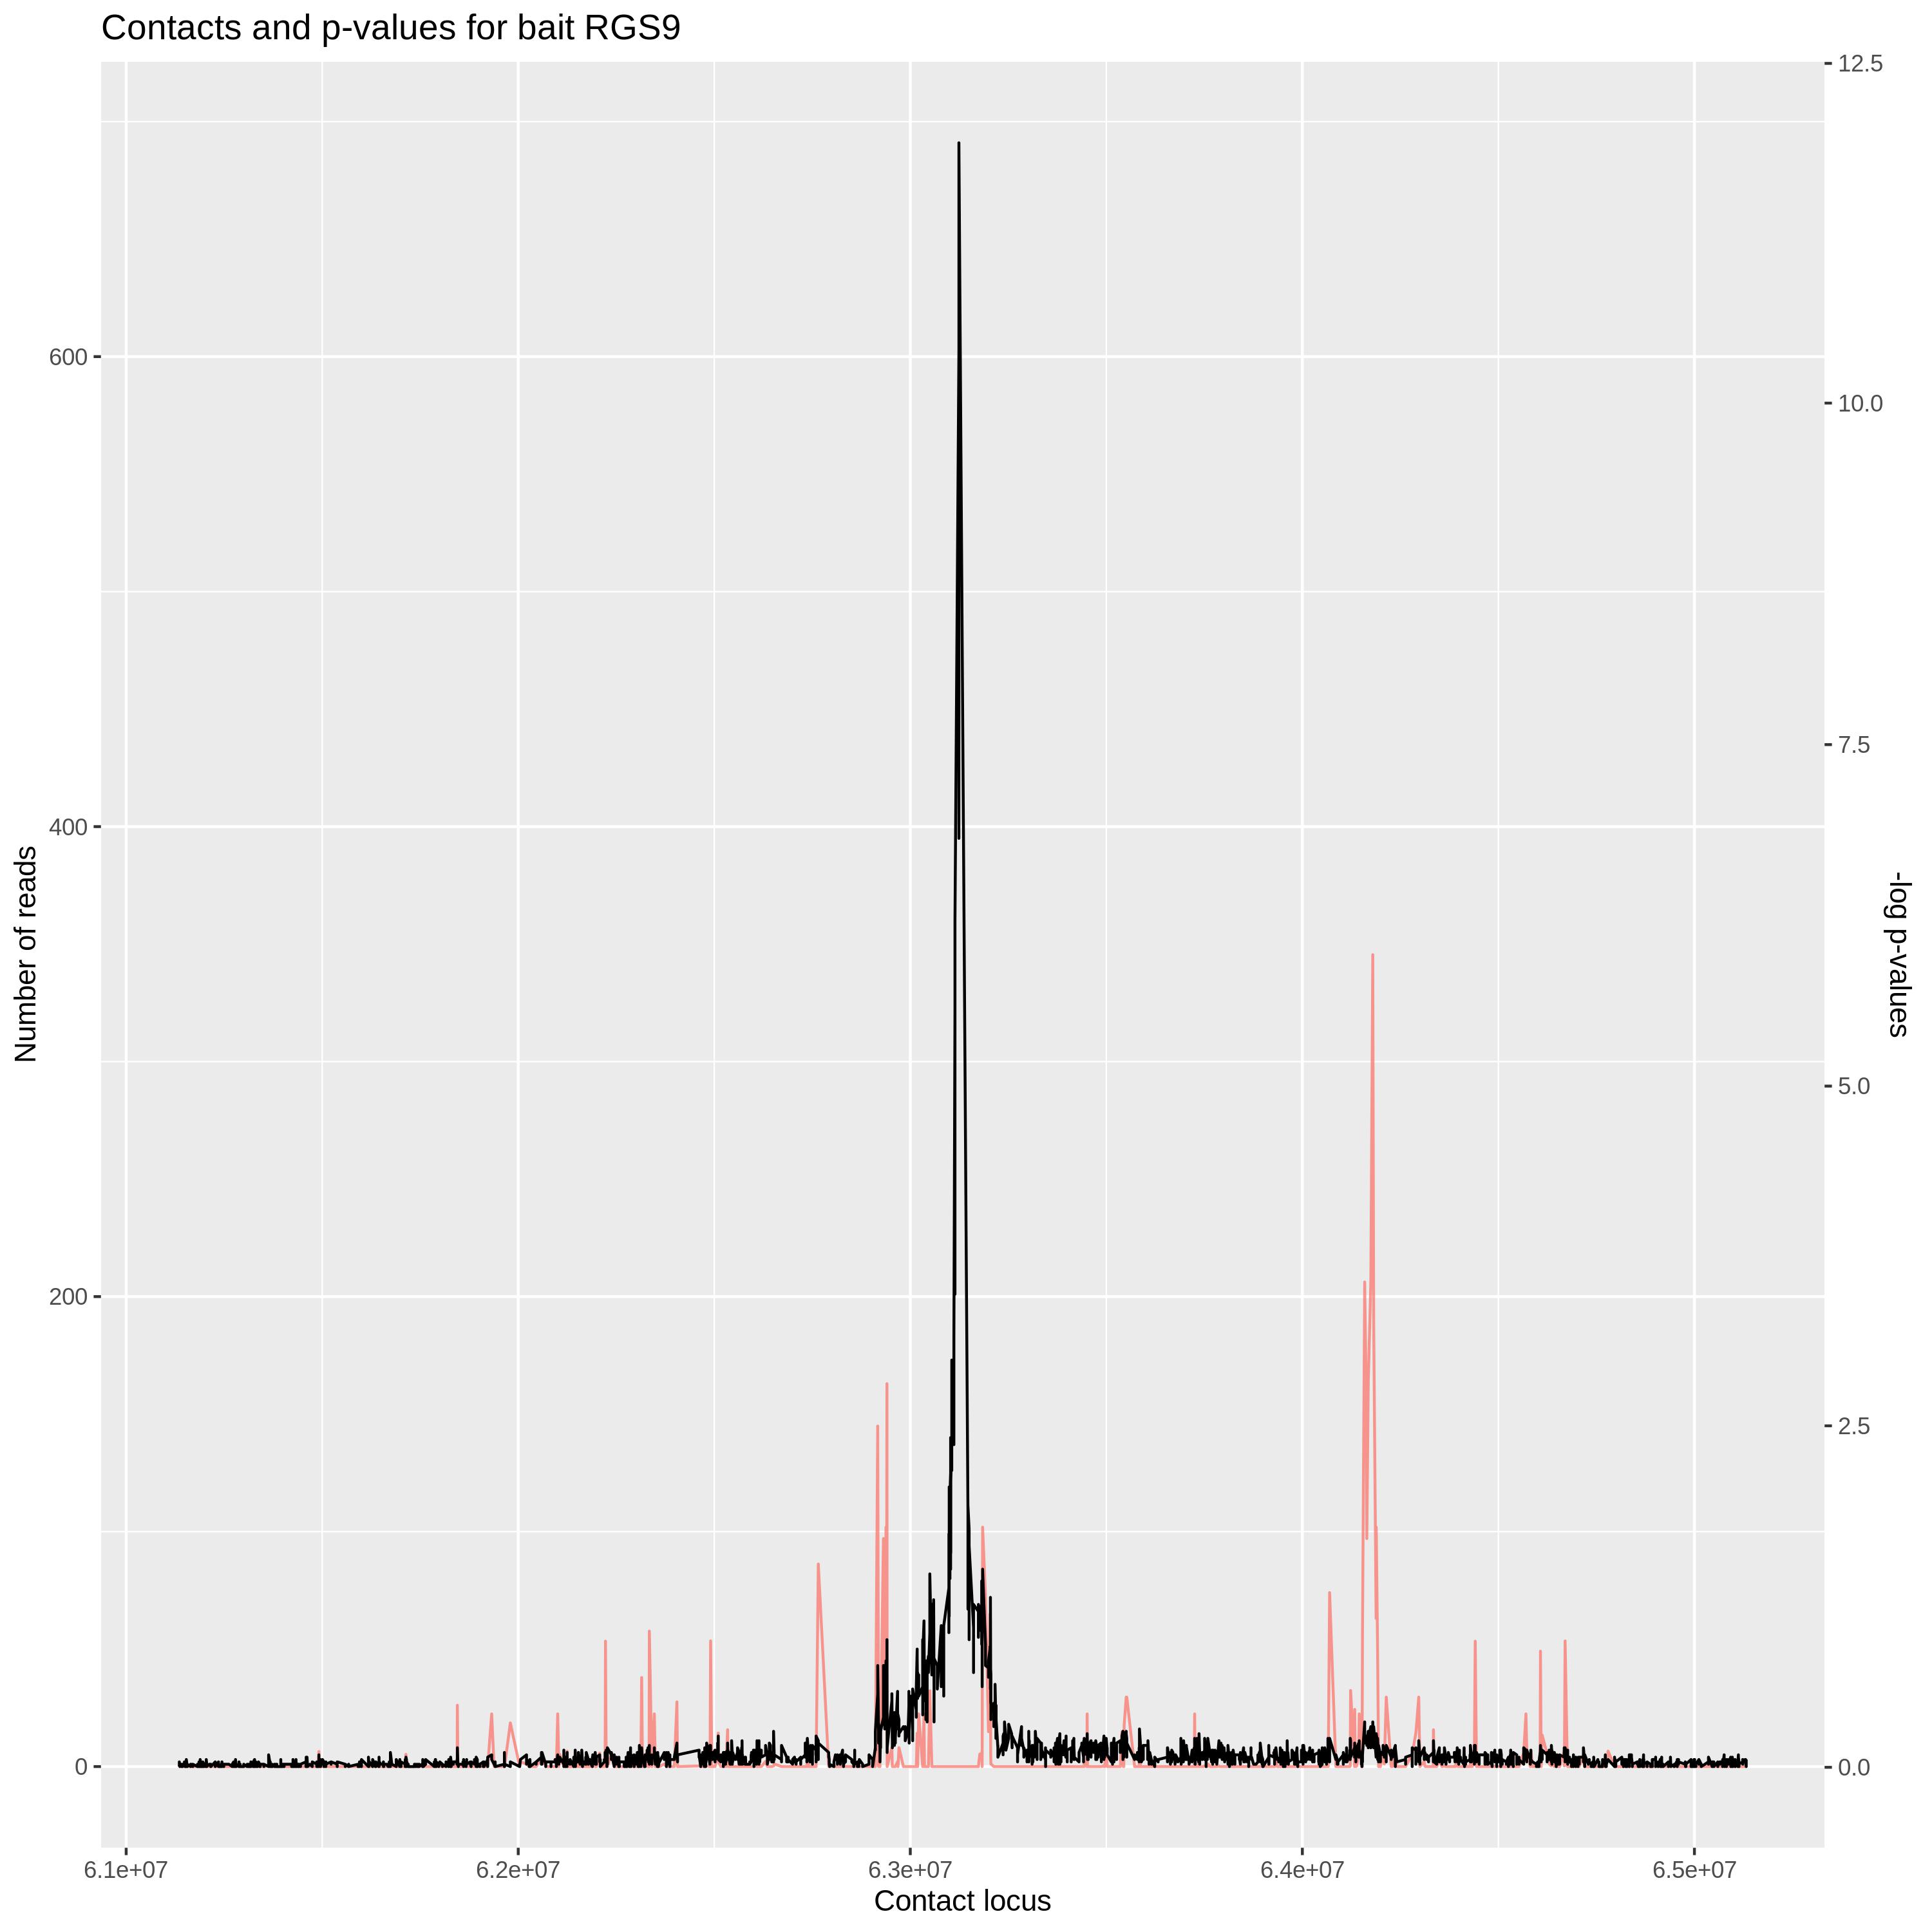 Contacts and p-values for bait RGS9
12.5
10.0
7.5
5.0
2.5
0.0
600
400
200
0
Number of reads
-log p-values
6.1e+07
6.2e+07
6.3e+07
6.4e+07
6.5e+07
Contact locus